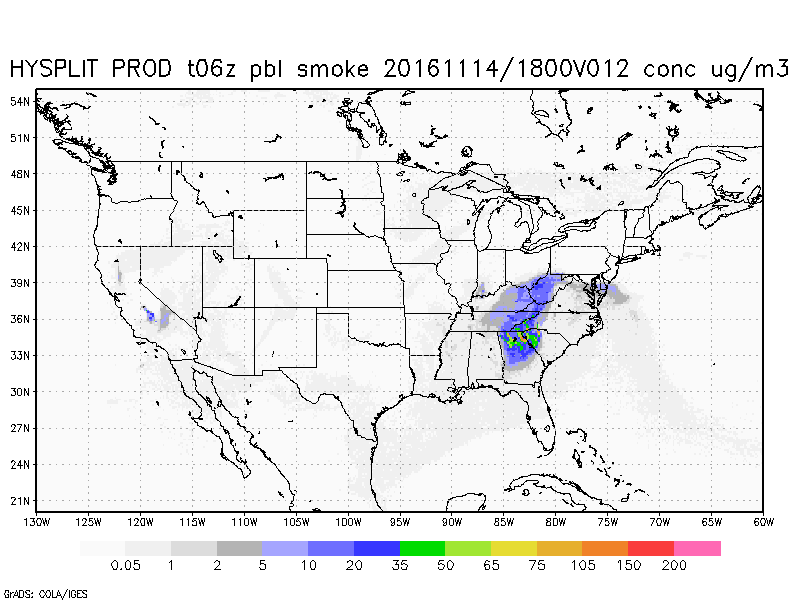 HYSPLIT PROD t06z pbl smoke 20161114/1800V012 conc ug/m3
54N
51N
48N
45N
42N
39N
36N
33N
30N
27N
24N
21N
130W 125W 120W 115W 110W 105W 100W 95W 90W 85W 80W 75W 70W 65W 60W
0.05 1 2 5 10 20 35 50 65 75 105 150 200
GrADS: COLA/IGES